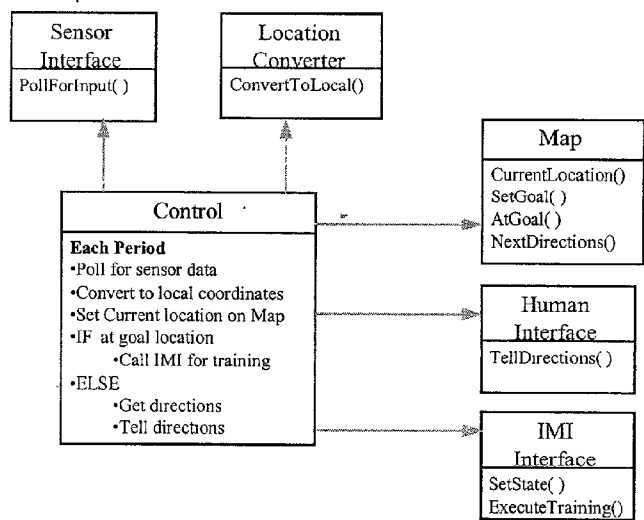 Sensor
Interface
PollForInput( )
Location
Converter
ConvertToLocal()
Map
CurrentLocation()
SetGoal( )
AtGoal( )
NextDirections()
Control
Each Period
•Poll for sensor data
•Convert to local coordinates
•Set Current location on Map
•IF at goal location
•Call IMI for training
•ELSE
•Get directions
•Tell directions
Human
Interface
TellDirections( )
IMI
Interface
SetState( )
ExecuteTraining()